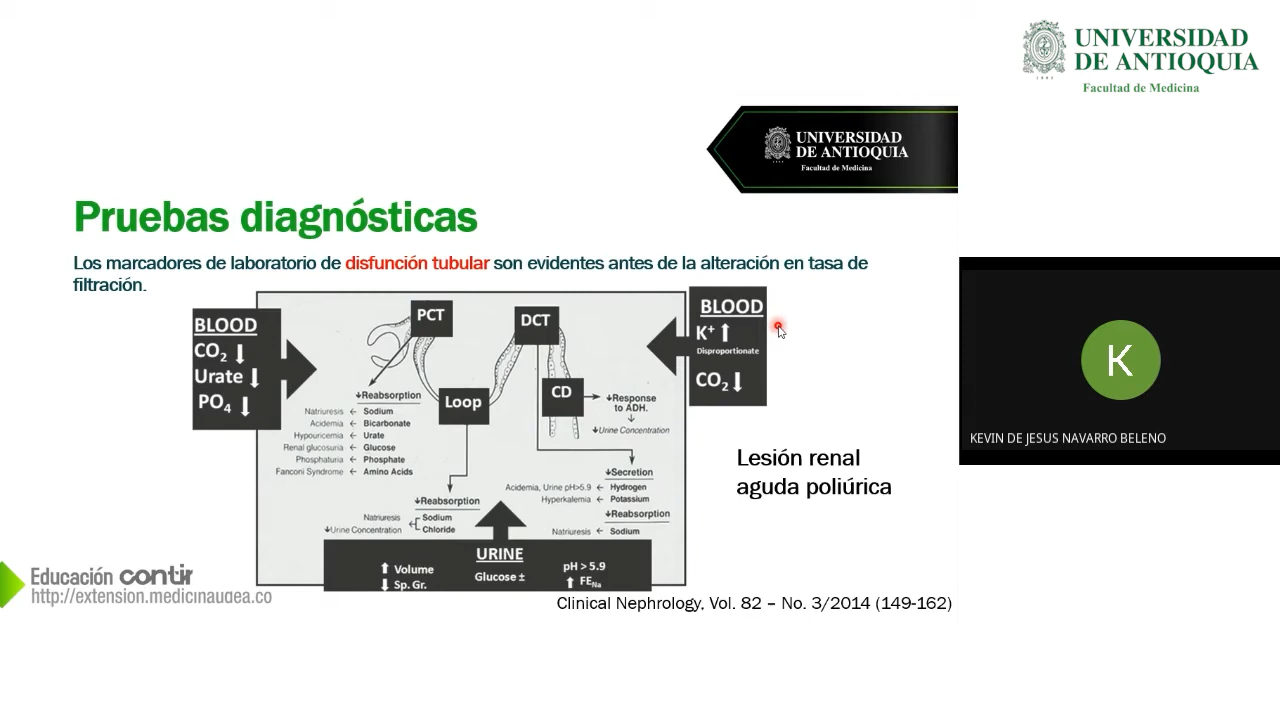 UNIVERSIDAD
DE ANTIOQUIA
1803
Facultad de Medicina
UNIVERSIDAD
DE ANTIOQUIA
Facultad de Medicina
Pruebas diagnósticas
Los marcadores de laboratorio de disfunción tubular son evidentes antes de la alteración en tasa de
filtración.
BLOOD
CO2 ↓
Urate ↓
PO4 ↓
PCT
DCT
Loop
CD
BLOOD
K+ ↑
Disproportionate
CO2 ↓
↓Reabsorption
Natriuresis ← Sodium
Acidemia ← Bicarbonate
Hypouricemia ← Urate
Renal glucosuria ← Glucose
Phosphaturia ← Phosphate
Fanconi Syndrome ← Amino Acids
↓Response
to ADH.
↓
↓Urine Concentration
↓Secretion
Acidemia, Urine pH>5.9 ← Hydrogen
Hyperkalemia ← Potassium
↓Reabsorption
Natriuresis ← Sodium
↓Reabsorption
Natriuresis
↓Urine Concentration
Sodium
Chloride
URINE
↑ Volume
↓ Sp. Gr.
Glucose ±
pH > 5.9
↑ FENa
Lesión renal
aguda poliúrica
K
KEVIN DE JESUS NAVARRO BELENO
Educación
http://extension.medicinaudea.co
Clinical Nephrology, Vol. 82 – No. 3/2014 (149-162)